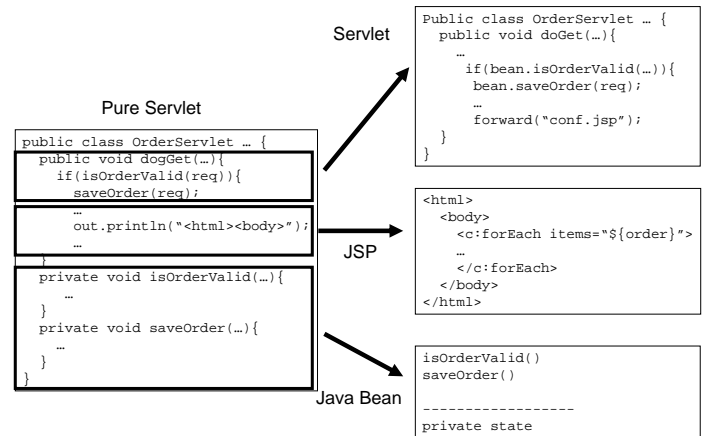 Pure Servlet
public class OrderServlet … {
public void dogGet(…){
if(isOrderValid(req)){
saveOrder(req);
…
out.println(“<html><body>”);
…
}
private void isOrderValid(…){
…
}
private void saveOrder(…){
…
}
}
Servlet
Public class OrderServlet … {
public void doGet(…){
…
if(bean.isOrderValid(…)){
bean.saveOrder(req);
…
forward(“conf.jsp”);
}
}
JSP
<html>
<body>
<c:forEach items=“${order}”>
…
</c:forEach>
</body>
</html>
Java Bean
isOrderValid()
saveOrder()
------------------
private state